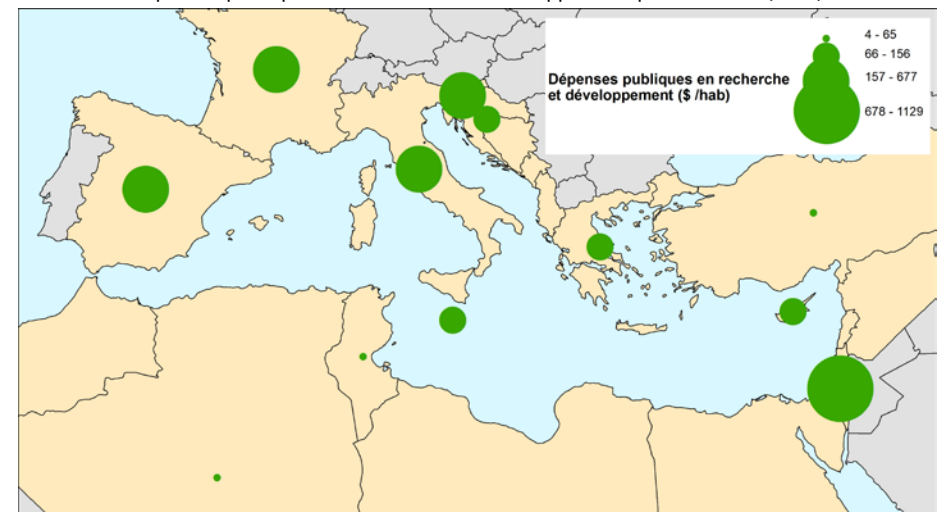 Dépenses publiques en recherche
et développement ($ /hab)
4 - 65
66 - 156
157 - 677
678 - 1129